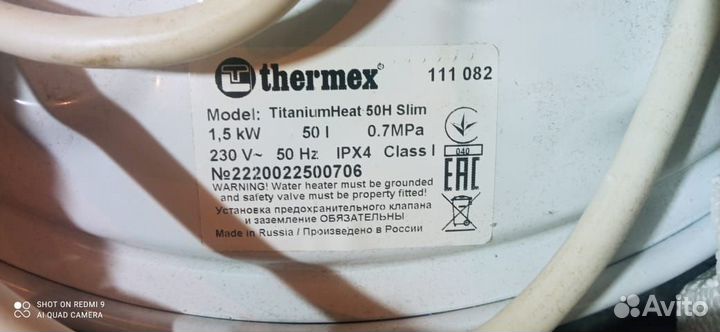 thermex® 111 082
Model: TitaniumHeat 50H Slim
1,5 kW 50 l 0.7MPa
230 V~ 50 Hz IPX4 Class I
040
№2220022500706
EAC
WARNING! Water heater must be grounded
and safety valve must be property fitted!
Установка предохранительного клапана
и заземление ОБЯЗАТЕЛЬНЫ
Made in Russia / Произведено в России
SHOT ON REDMI 9
AI QUAD CAMERA
Avito